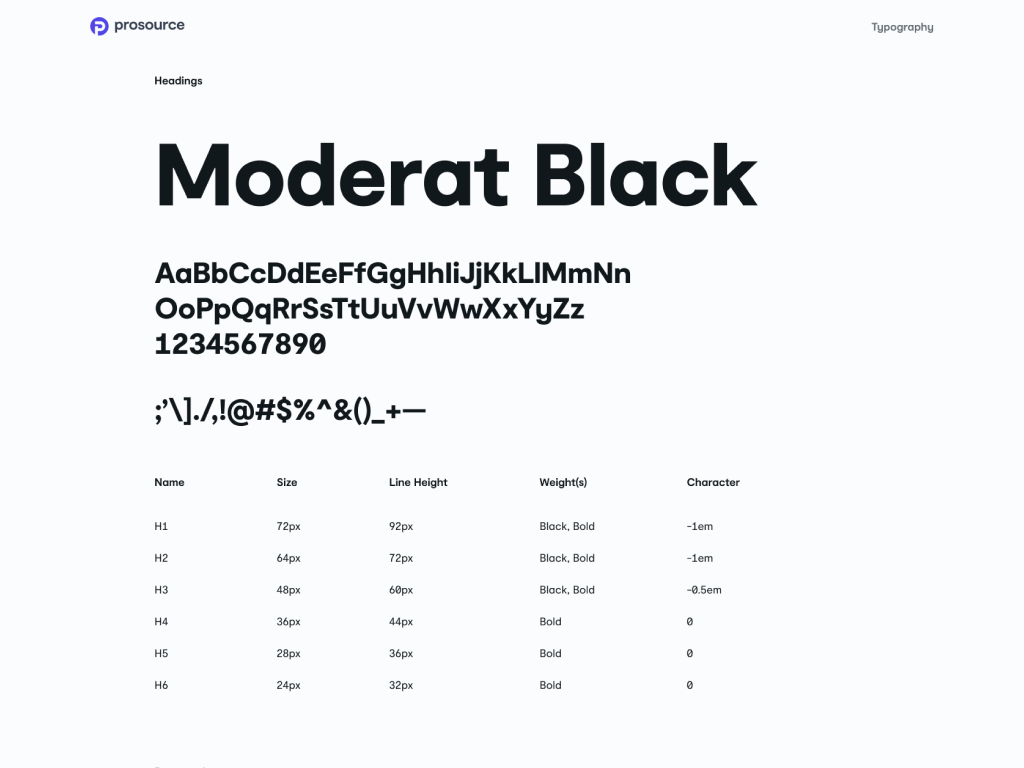 prosource
Typography
Headings
Moderat Black
AaBbCcDdEeFfGgHhIiJjKkLlMmNn
OoPpQqRrSsTtUuVvWwXxYyZz
1234567890
;’\]./,!@#$%^&()_+—
Name Size Line Height Weight(s) Character
H1 72px 92px Black, Bold -1em
H2 64px 72px Black, Bold -1em
H3 48px 60px Black, Bold -0.5em
H4 36px 44px Bold 0
H5 28px 36px Bold 0
H6 24px 32px Bold 0